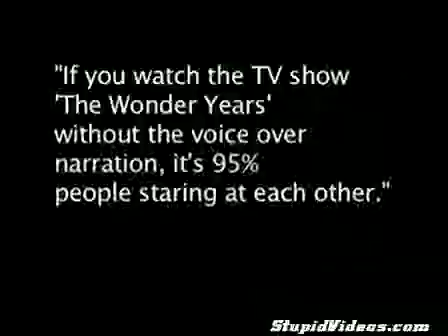 "If you watch the TV show
'The Wonder Years'
without the voice over
narration, it's 95%
people staring at each other."
StupidVideos.com